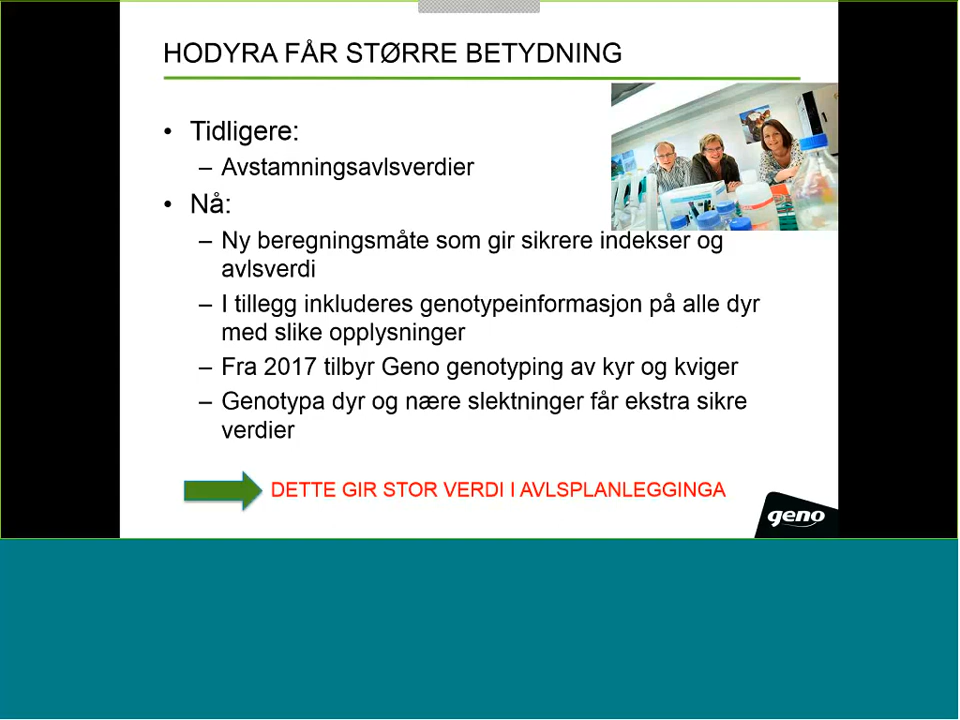 HODYRA FÅR STØRRE BETYDNING
• Tidligere:
– Avstamningsavlsverdier
• Nå:
– Ny beregningsmåte som gir sikrere indekser og
avlsverdi
– I tillegg inkluderes genotypeinformasjon på alle dyr
med slike opplysninger
– Fra 2017 tilbyr Geno genotyping av kyr og kviger
– Genotypa dyr og nære slektninger får ekstra sikre
verdier
DETTE GIR STOR VERDI I AVLSPLANLEGGINGA
geno